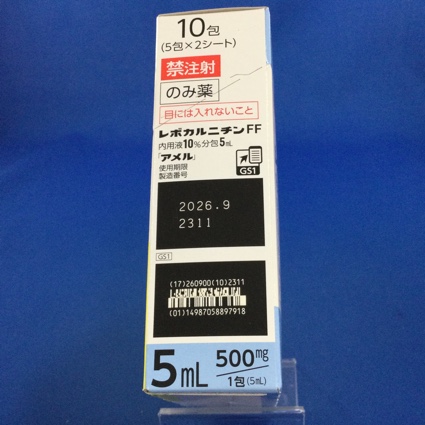 10包
(5包×2シート)
禁注射
のみ薬
目には入れないこと
レボカルニチンFF
内用液10%分包5mL
「アメル」
使用期限
製造番号
GS1
2026.9
2311
GS1
(17)260900(10)2311
(01)14987058897918
5mL
500mg
1包(5mL)